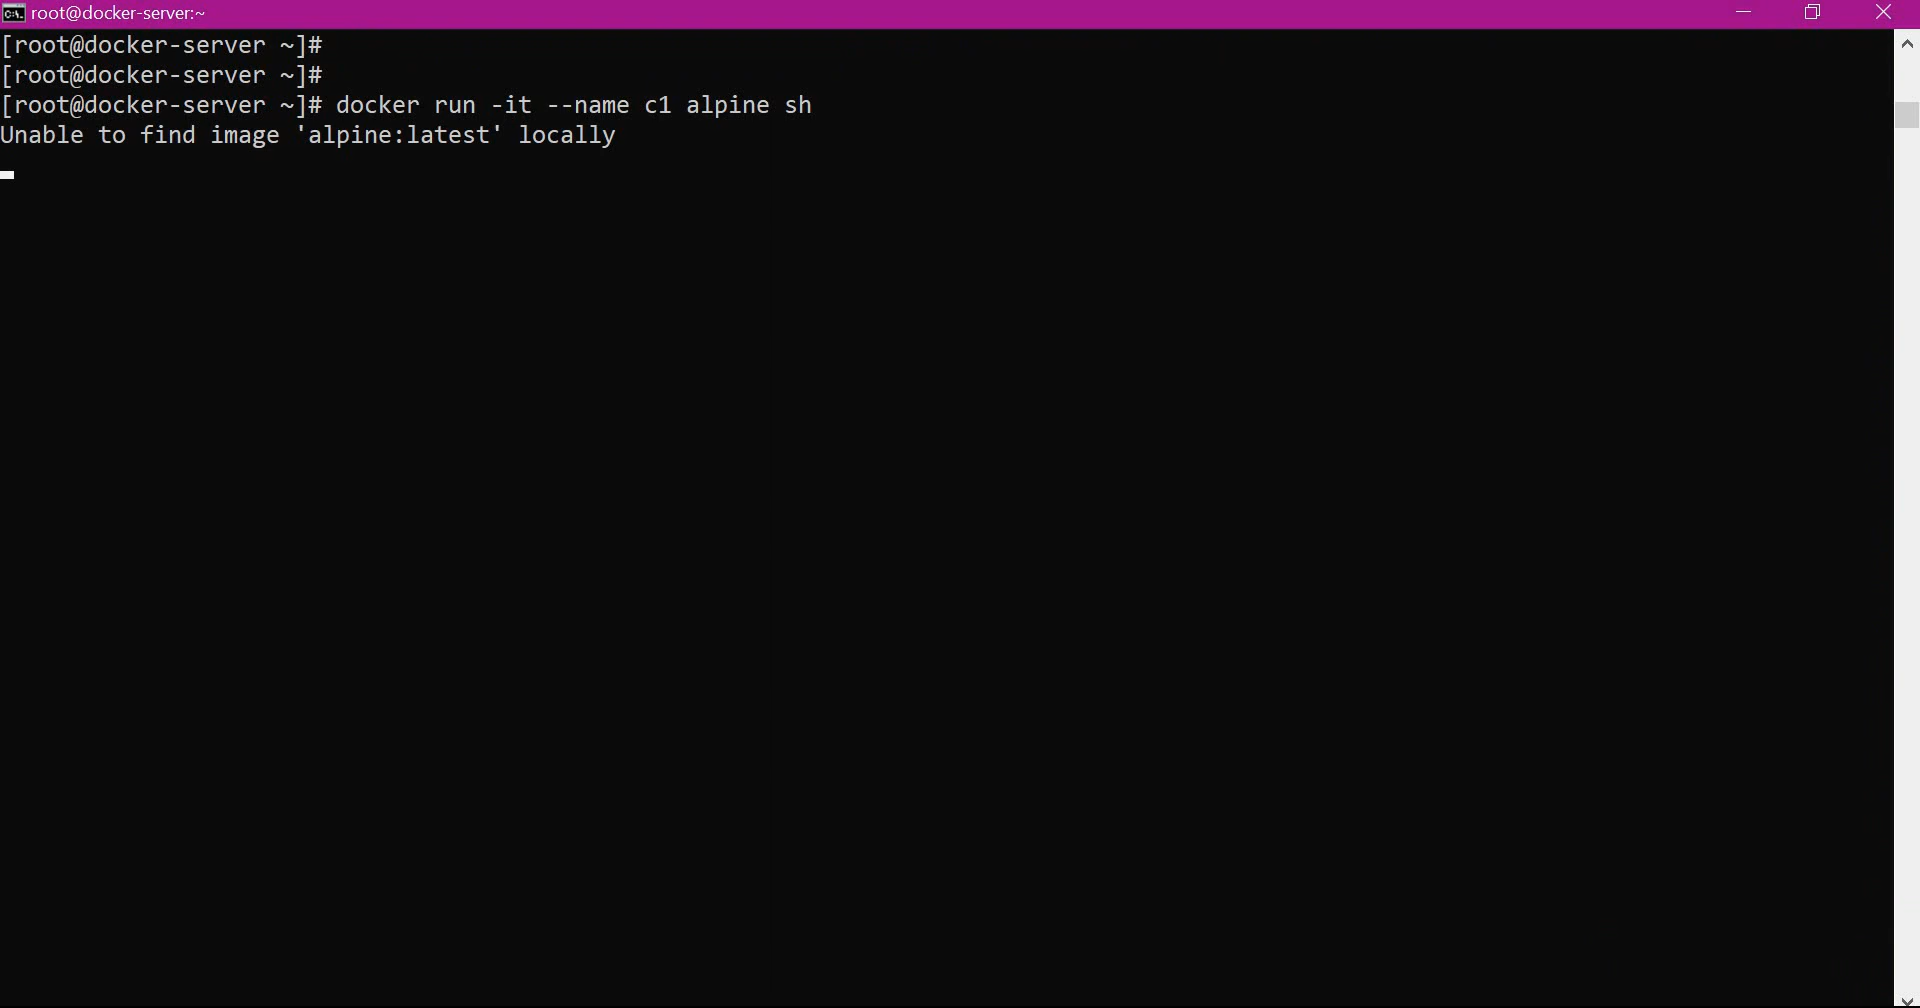 root@docker-server:~
[root@docker-server ~]#
[root@docker-server ~]#
[root@docker-server ~]# docker run -it --name c1 alpine sh
Unable to find image 'alpine:latest' locally